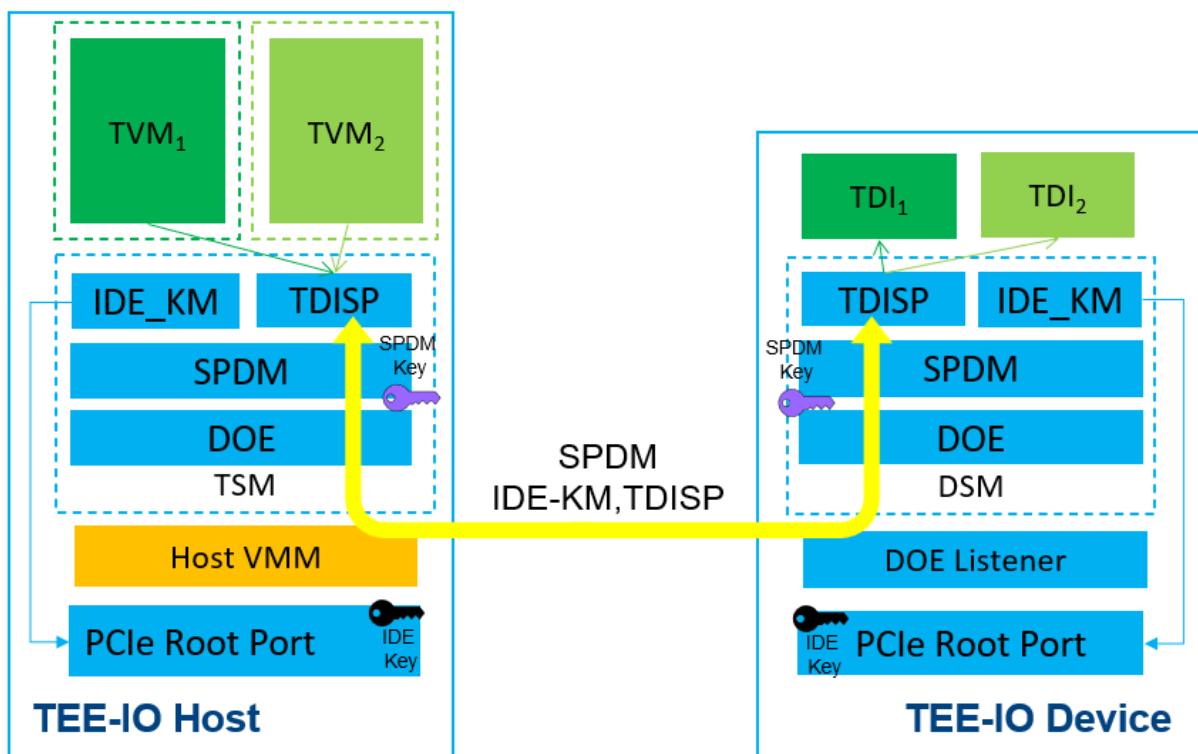 TVM₁
TVM₂
IDE_KM
TDISP
SPDM
Key
SPDM
DOE
TSM
Host VMM
PCIe Root Port
IDE
Key
TEE-IO Host
SPDM
IDE-KM,TDISP
TDI₁
TDI₂
TDISP
IDE_KM
SPDM
Key
SPDM
DOE
DSM
DOE Listener
IDE
Key
PCIe Root Port
TEE-IO Device